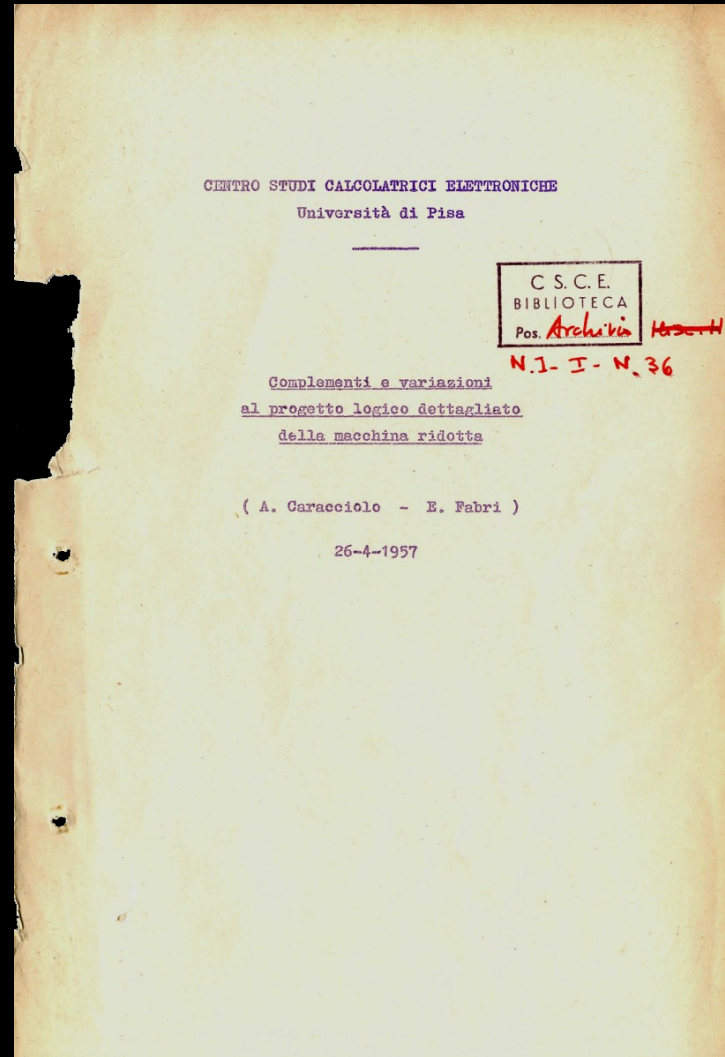 CENTRO STUDI CALCOLATRICI ELETTRONICHE
Università di Pisa
C S. C. E.
BIBLIOTECA
Pos. Archivio
N.I- I- N. 36
Complementi e variazioni
al progetto logico dettagliato
della macchina ridotta
( A. Caracciolo - E. Fabri )
26-4-1957